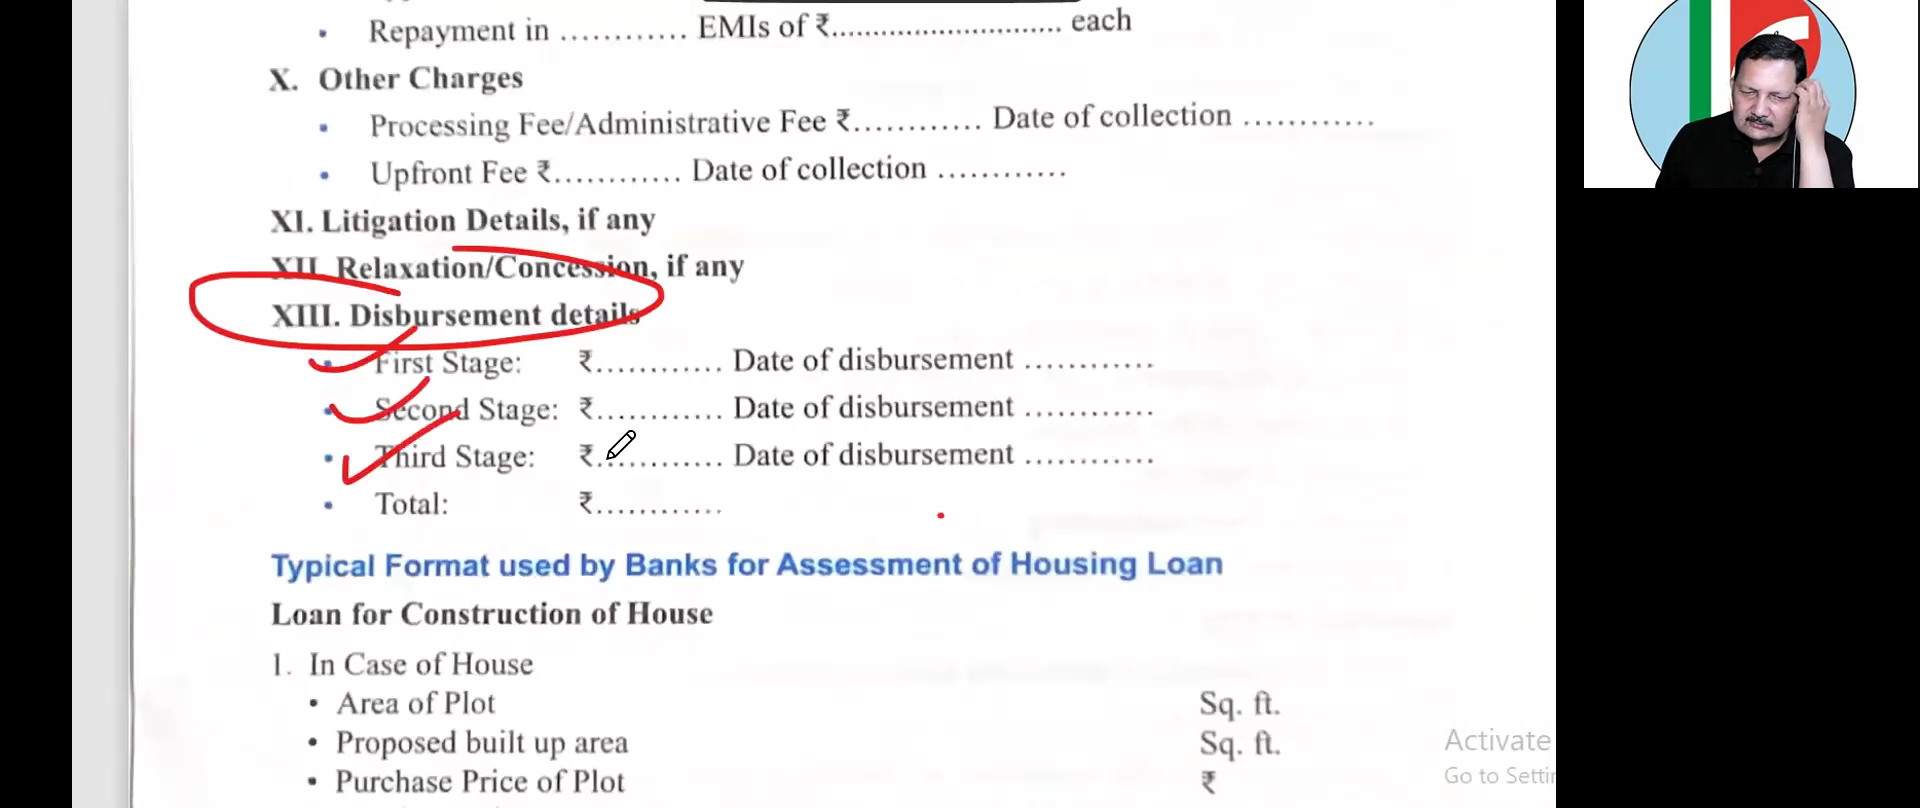 • Repayment in ............ EMIs of ₹............................ each
X. Other Charges
• Processing Fee/Administrative Fee ₹............ Date of collection ............
• Upfront Fee ₹............ Date of collection ............
XI. Litigation Details, if any
XII. Relaxation/Concession, if any
XIII. Disbursement details
• First Stage: ₹............ Date of disbursement ............
• Second Stage: ₹............ Date of disbursement ............
• Third Stage: ₹............ Date of disbursement ............
• Total: ₹............
Typical Format used by Banks for Assessment of Housing Loan
Loan for Construction of House
1. In Case of House
• Area of Plot Sq. ft.
• Proposed built up area Sq. ft.
• Purchase Price of Plot ₹
Activate
Go to Settin